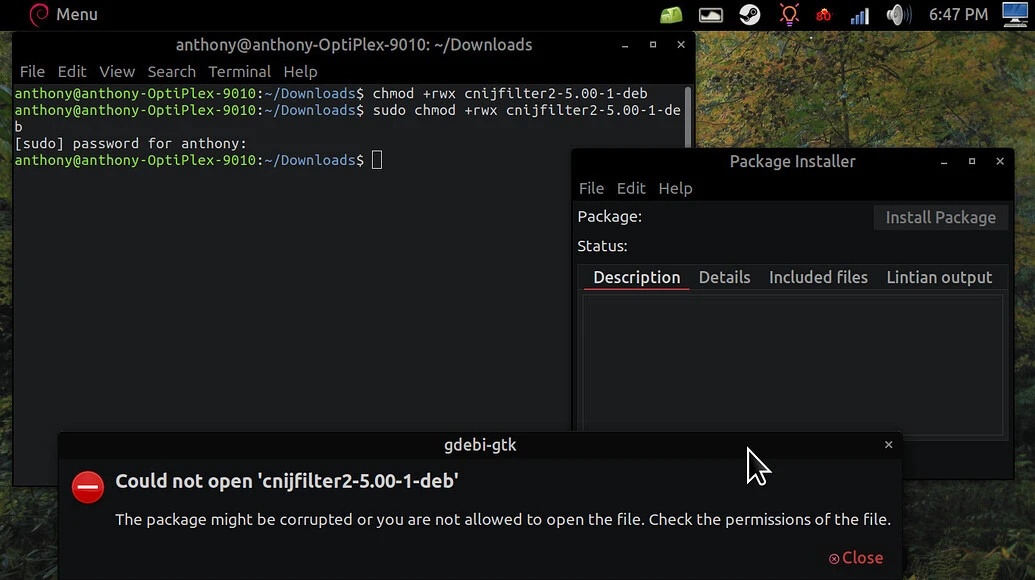 Menu
6:47 PM
anthony@anthony-OptiPlex-9010: ~/Downloads
File Edit View Search Terminal Help
anthony@anthony-OptiPlex-9010:~/Downloads$ chmod +rwx cnijfilter2-5.00-1-deb
anthony@anthony-OptiPlex-9010:~/Downloads$ sudo chmod +rwx cnijfilter2-5.00-1-de
b
[sudo] password for anthony:
anthony@anthony-OptiPlex-9010:~/Downloads$
Package Installer
File Edit Help
Package:
Install Package
Status:
Description Details Included files Lintian output
gdebi-gtk
Could not open 'cnijfilter2-5.00-1-deb'
The package might be corrupted or you are not allowed to open the file. Check the permissions of the file.
Close